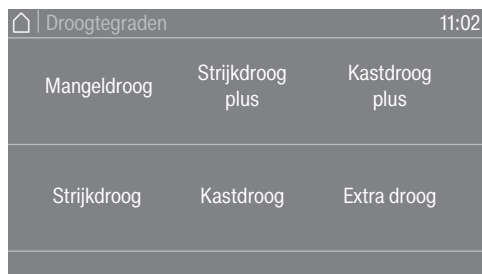 Droogtegraden 11:02
Mangeldroog
Strijkdroog
plus
Kastdroog
plus
Strijkdroog
Kastdroog
Extra droog